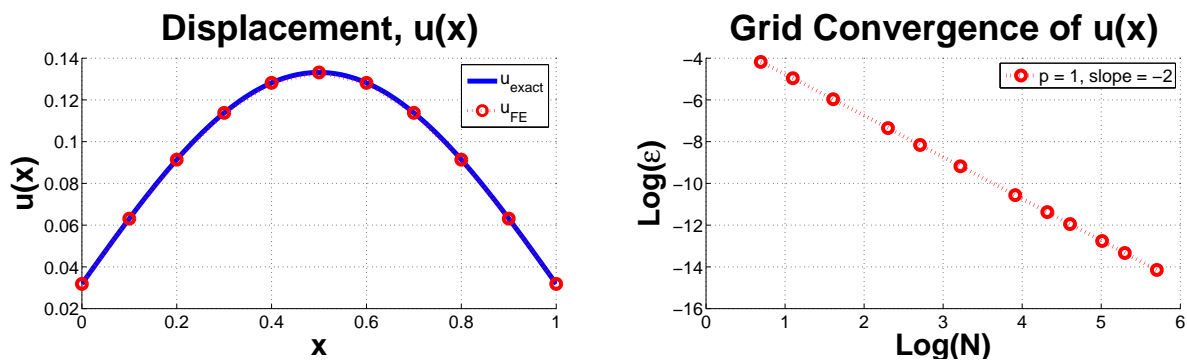 Displacement, u(x)
0.14
0.12
0.1
0.08
0.06
0.04
0.02
0 0.2 0.4 0.6 0.8 1
u(x)
x
u_exact
u_FE
Grid Convergence of u(x)
−4
−6
−8
−10
−12
−14
−16
0 1 2 3 4 5 6
Log(ε)
Log(N)
p = 1, slope = −2